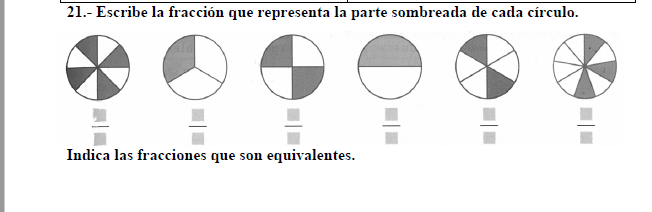 21.- Escribe la fracción que representa la parte sombreada de cada círculo.
Indica las fracciones que son equivalentes.